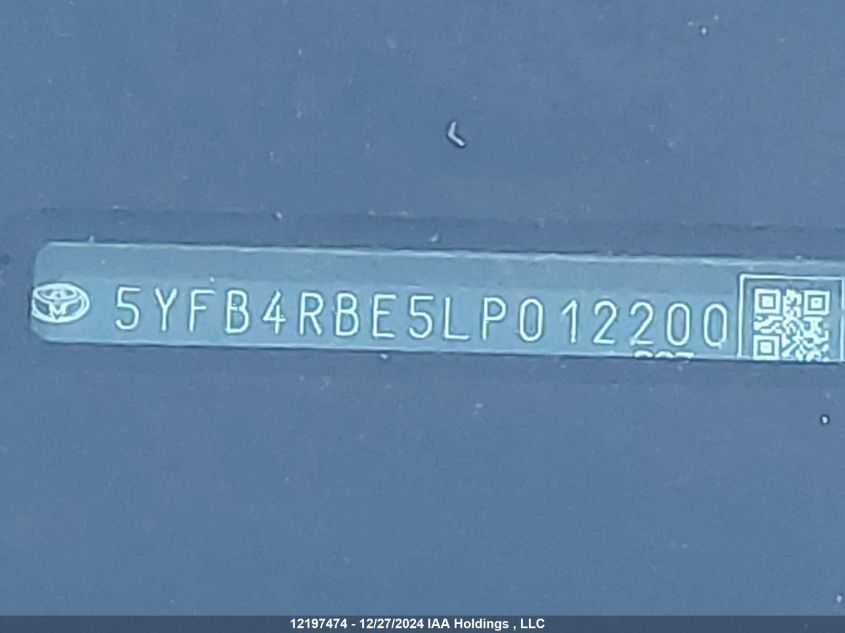 5YFB4RBE5LP012200
12197474 - 12/27/2024 IAA Holdings , LLC